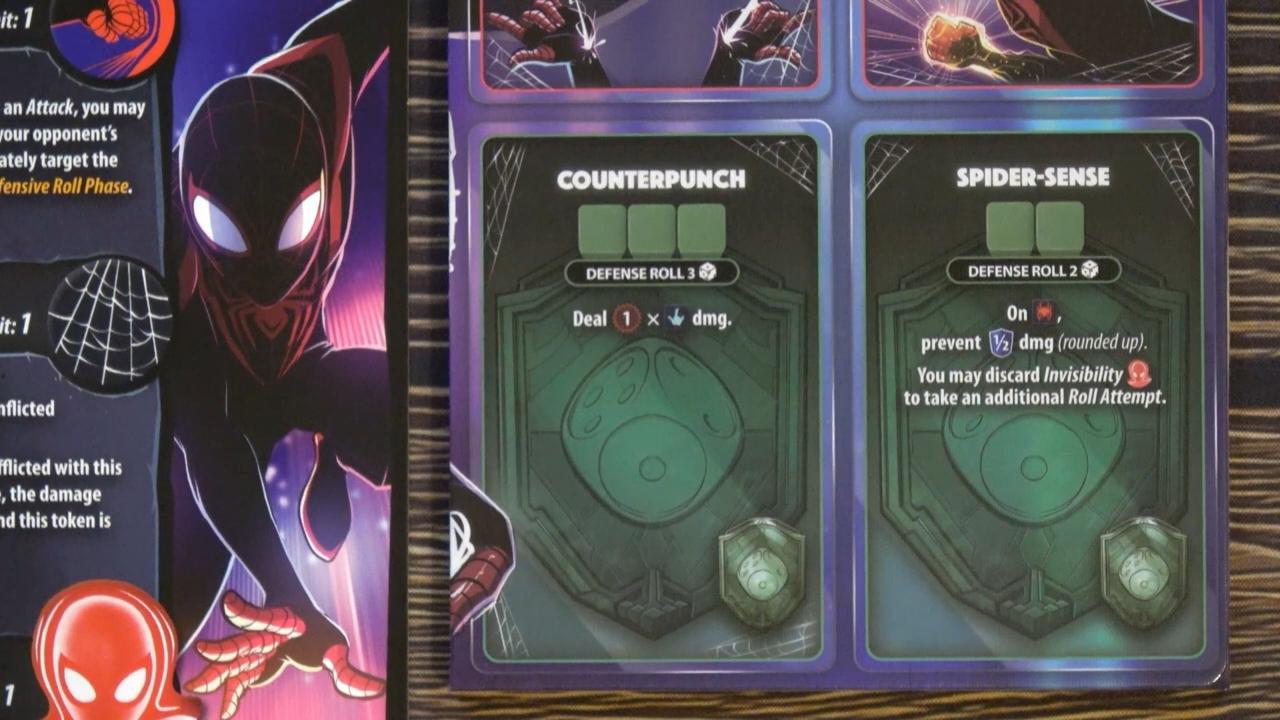 it: 1
an Attack, you may
your opponent's
ately target the
fensive Roll Phase.
it: 1
nflicted
fflicted with this
, the damage
nd this token is
1
COUNTERPUNCH
DEFENSE ROLL 3
Deal 1 × dmg.
SPIDER-SENSE
DEFENSE ROLL 2
On ,
prevent ½ dmg (rounded up).
You may discard Invisibility
to take an additional Roll Attempt.